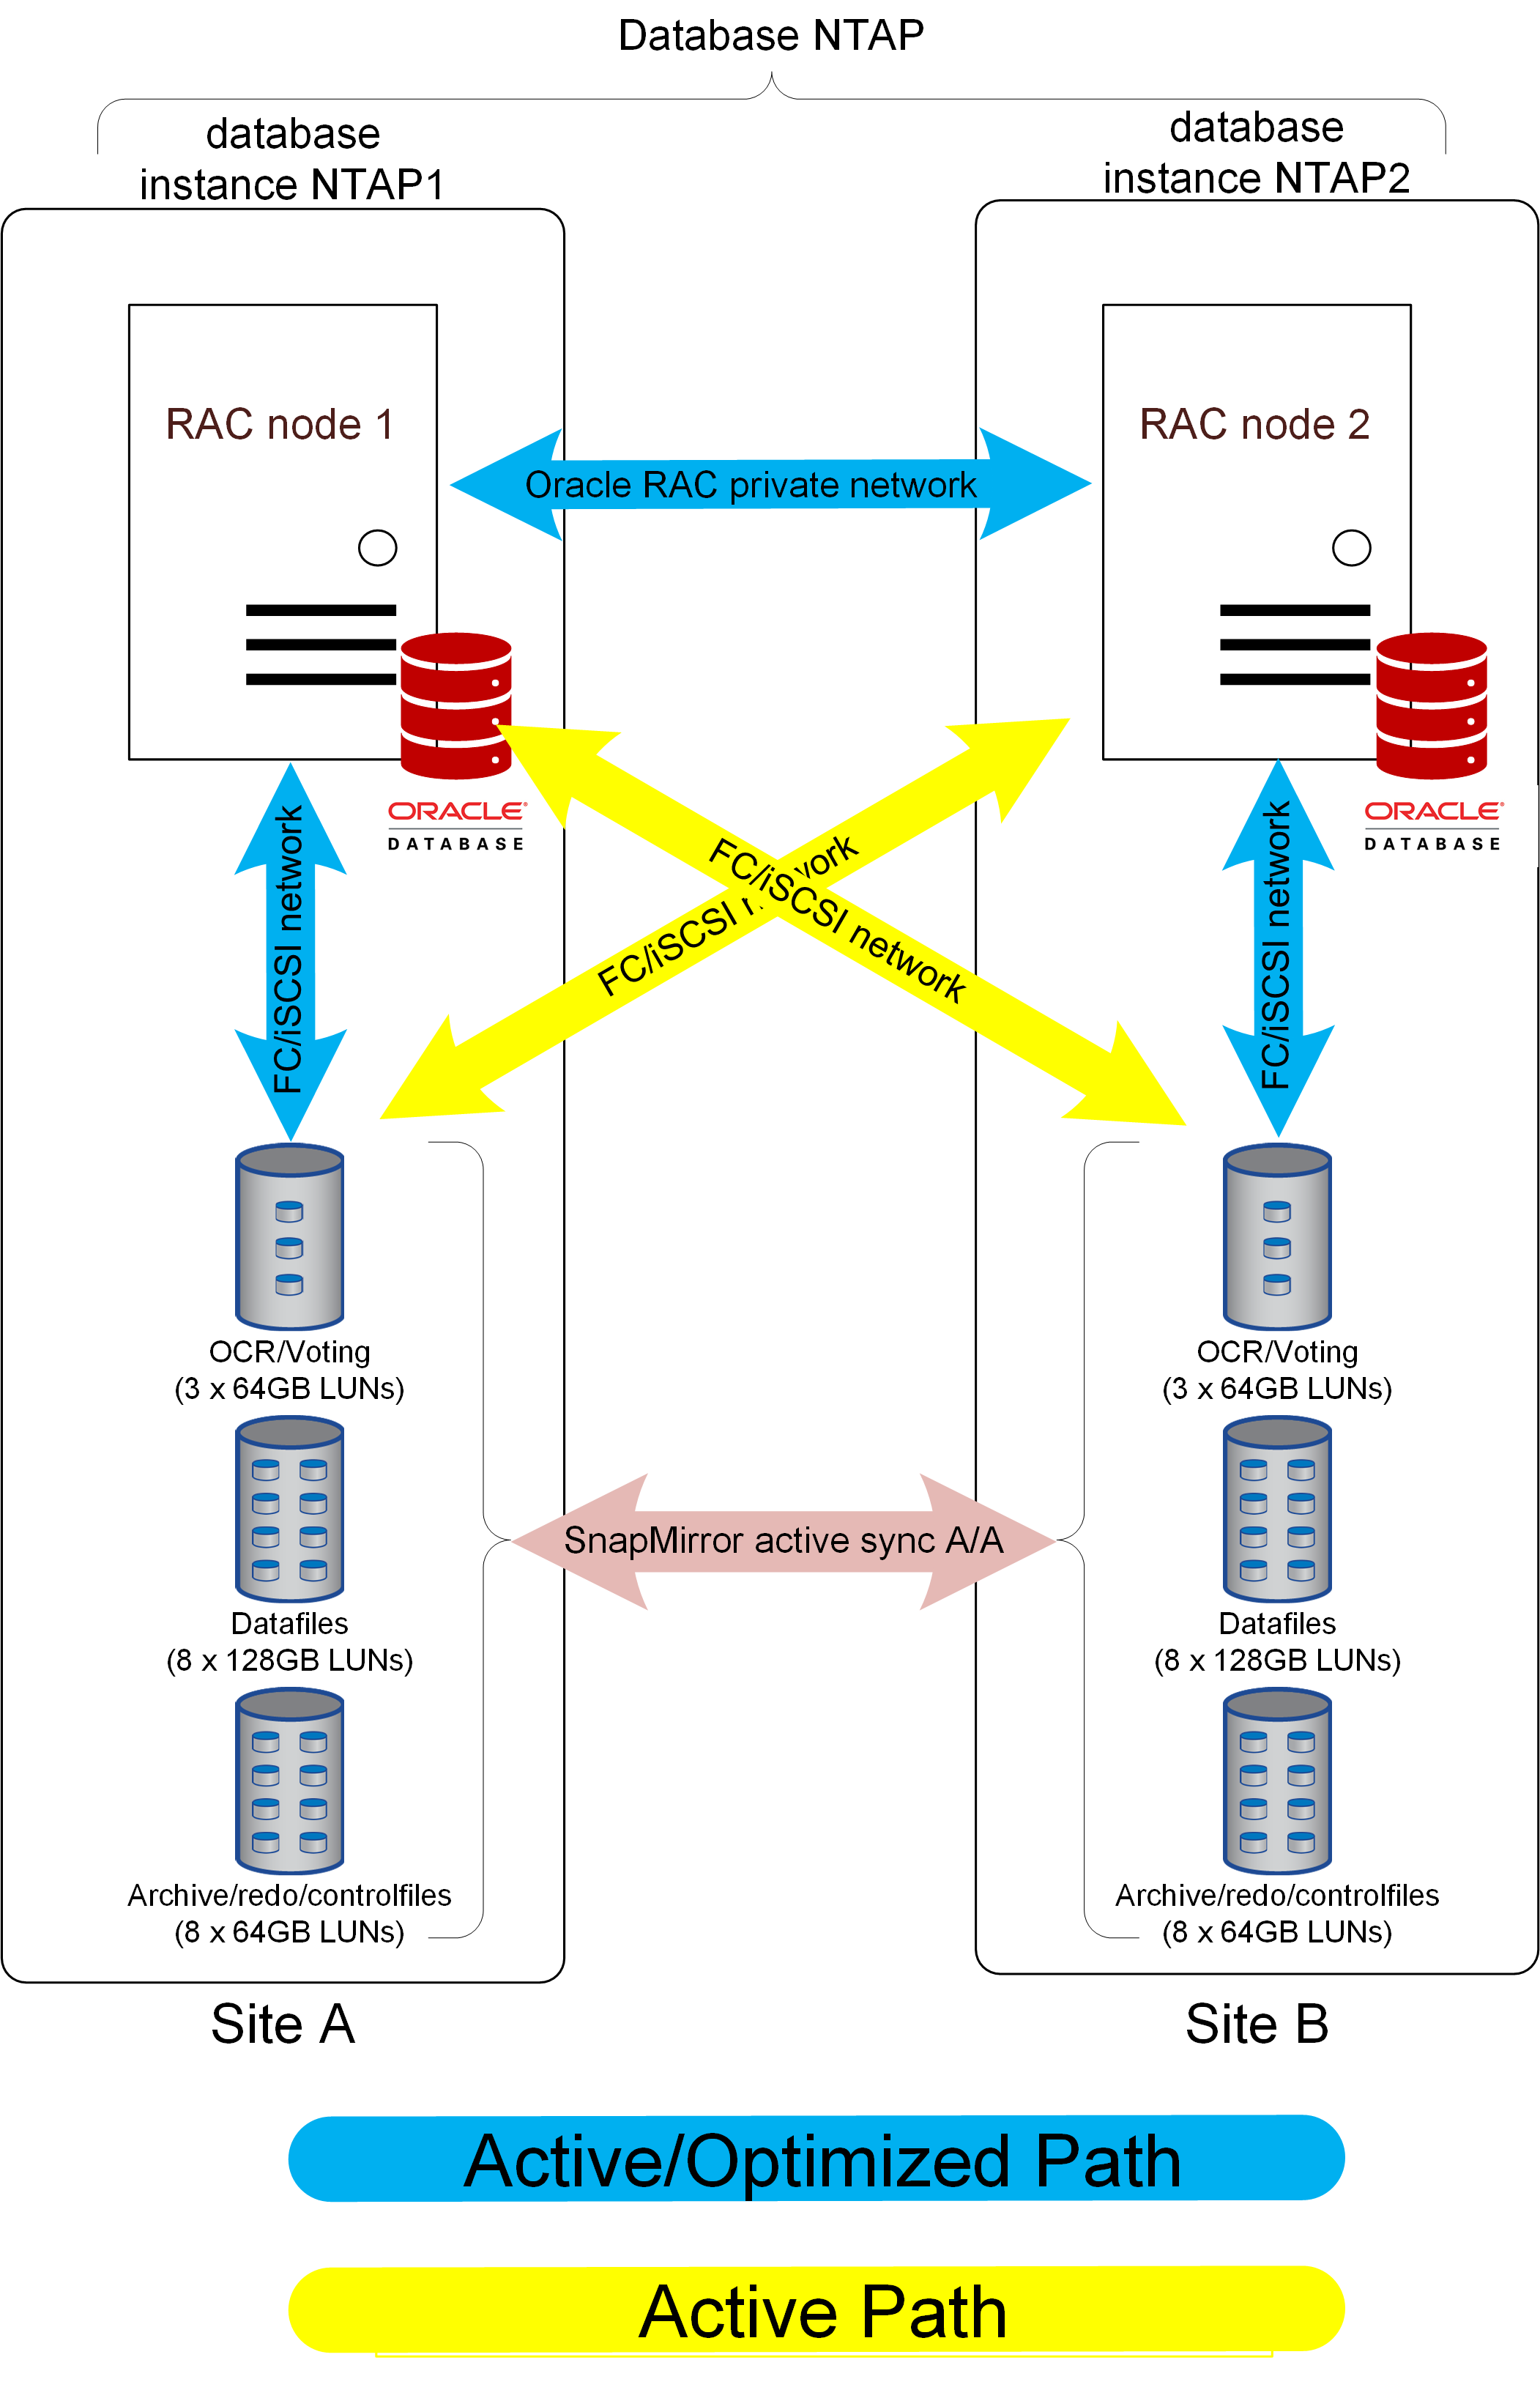 Database NTAP
database
instance NTAP1
database
instance NTAP2
RAC node 1
RAC node 2
Oracle RAC private network
ORACLE
DATABASE
ORACLE
DATABASE
FC/iSCSI network
FC/iSCSI
FC/iSCSI network
FC/iSCSI network
OCR/Voting
(3 x 64GB LUNs)
OCR/Voting
(3 x 64GB LUNs)
Datafiles
(8 x 128GB LUNs)
SnapMirror active sync A/A
Datafiles
(8 x 128GB LUNs)
Archive/redo/controlfiles
(8 x 64GB LUNs)
Archive/redo/controlfiles
(8 x 64GB LUNs)
Site A
Site B
Active/Optimized Path
Active Path